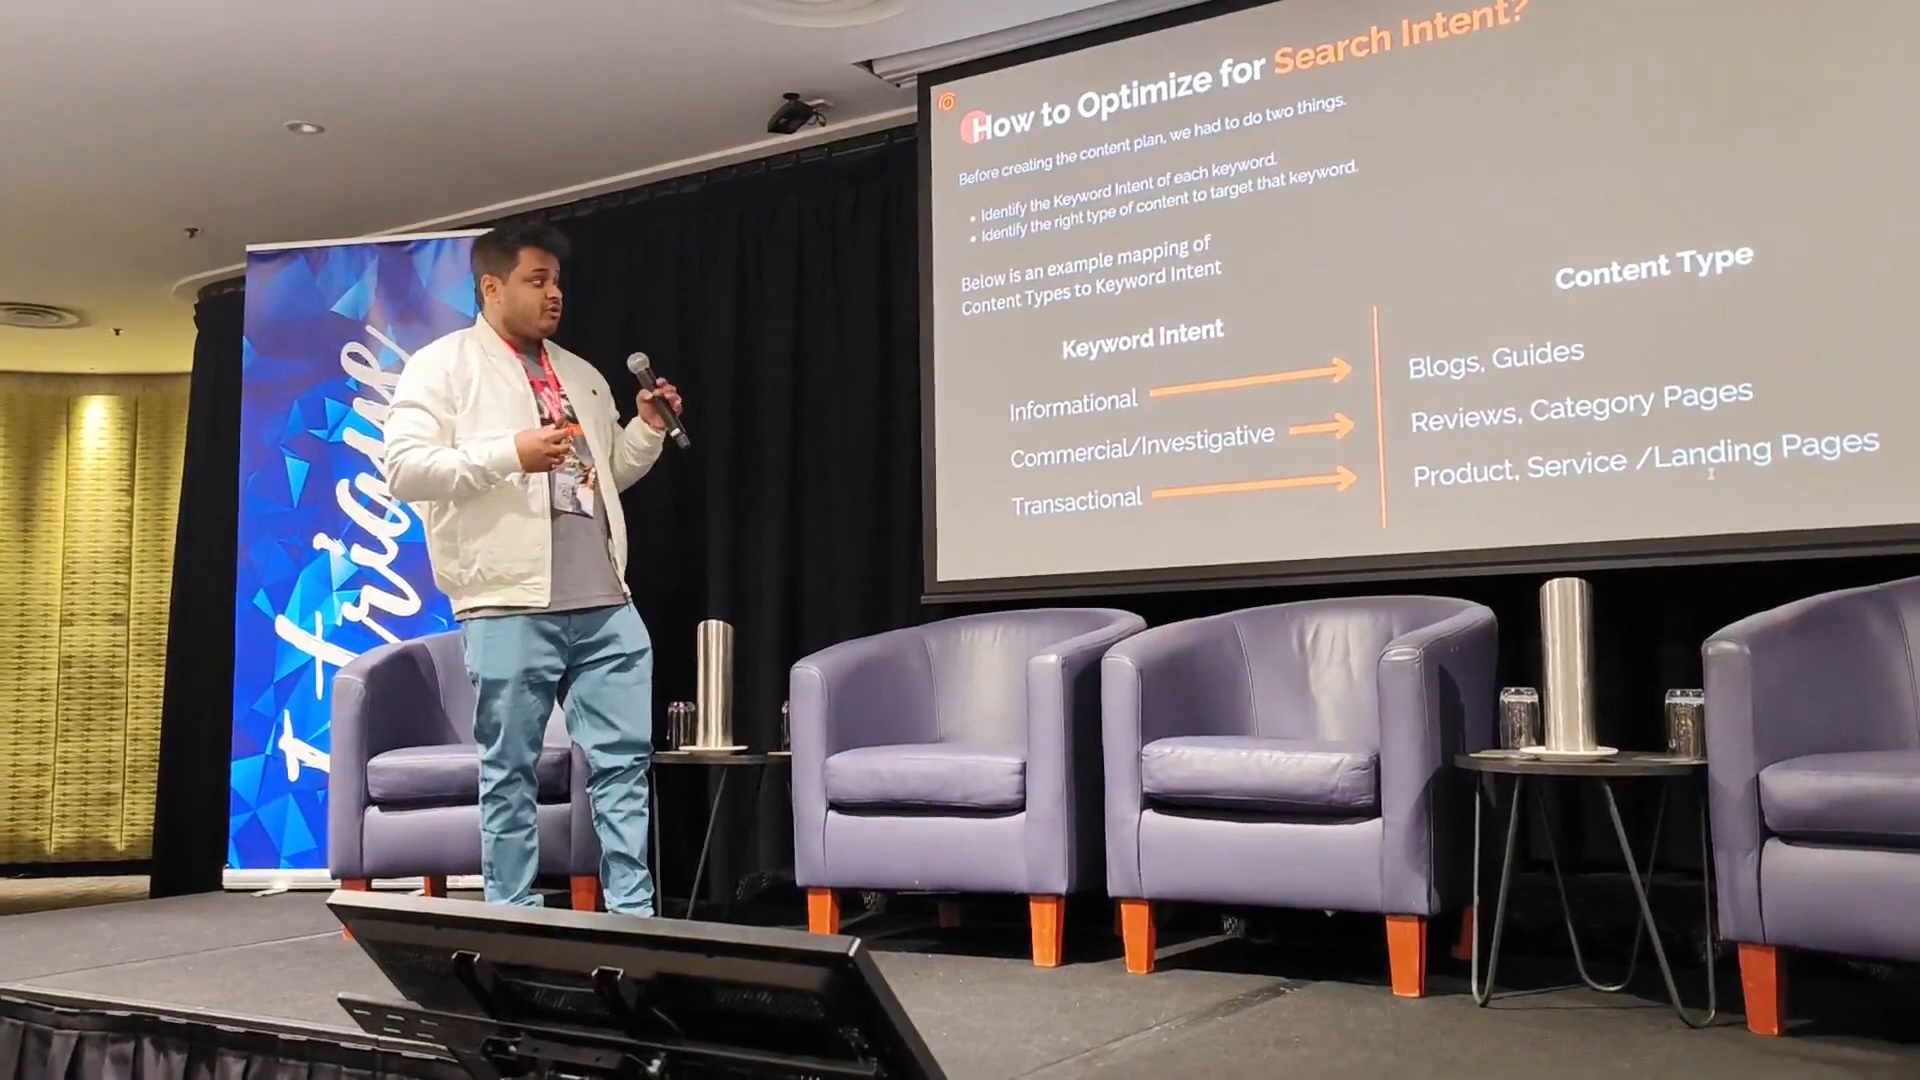 How to Optimize for Search Intent?
Before creating the content plan, we had to do two things.
• Identify the Keyword Intent of each keyword.
• Identify the right type of content to target that keyword.
Below is an example mapping of
Content Types to Keyword Intent
Keyword Intent
Content Type
Informational
Blogs, Guides
Commercial/Investigative
Reviews, Category Pages
Transactional
Product, Service /Landing Pages